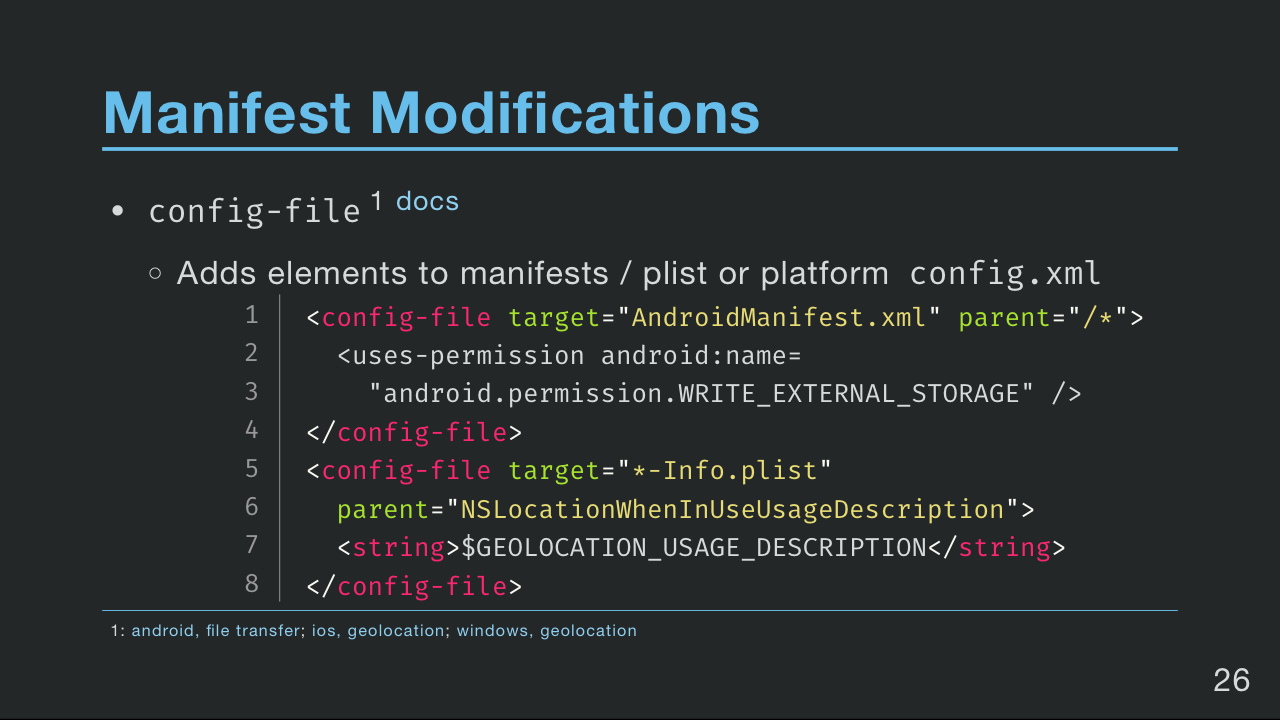 Manifest Modifications
• config-file 1 docs
○ Adds elements to manifests / plist or platform config.xml
1 <config-file target="AndroidManifest.xml" parent="/*">
2 <uses-permission android:name=
3 "android.permission.WRITE_EXTERNAL_STORAGE" />
4 </config-file>
5 <config-file target="*-Info.plist"
6 parent="NSLocationWhenInUseUsageDescription">
7 <string>$GEOLOCATION_USAGE_DESCRIPTION</string>
8 </config-file>
1: android, file transfer; ios, geolocation; windows, geolocation
26